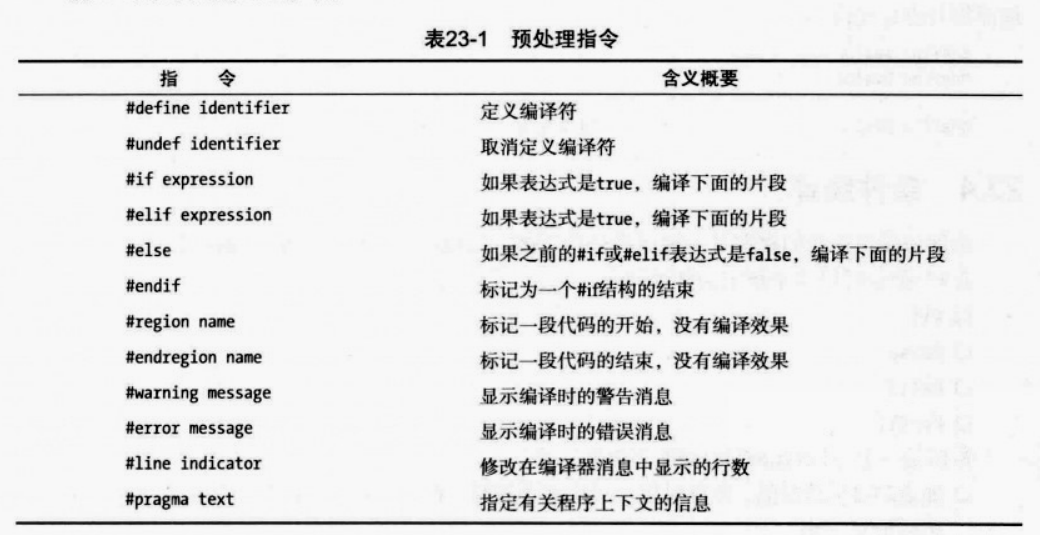 表23-1 预处理指令
指 令 含义概要
#define identifier 定义编译符
#undef identifier 取消定义编译符
#if expression 如果表达式是true，编译下面的片段
#elif expression 如果表达式是true，编译下面的片段
#else 如果之前的#if或#elif表达式是false，编译下面的片段
#endif 标记为一个#if结构的结束
#region name 标记一段代码的开始，没有编译效果
#endregion name 标记一段代码的结束，没有编译效果
#warning message 显示编译时的警告消息
#error message 显示编译时的错误消息
#line indicator 修改在编译器消息中显示的行数
#pragma text 指定有关程序上下文的信息